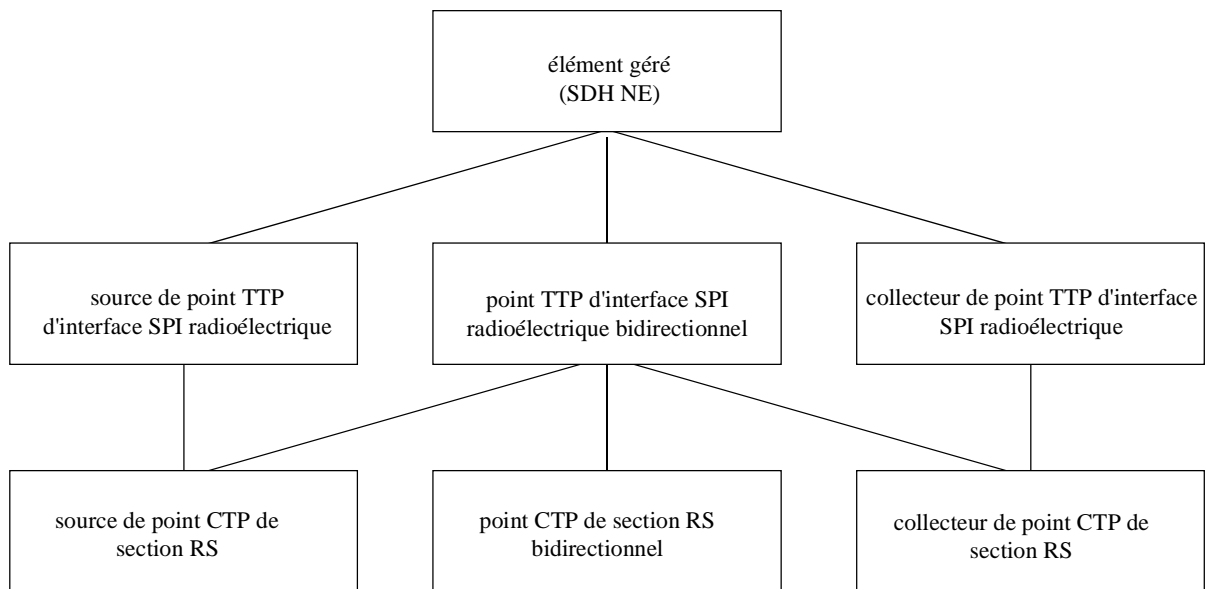 élément géré
(SDH NE)
source de point TTP
d'interface SPI radioélectrique
point TTP d'interface SPI
radioélectrique bidirectionnel
collecteur de point TTP d'interface
SPI radioélectrique
source de point CTP de
section RS
point CTP de section RS
bidirectionnel
collecteur de point CTP de
section RS